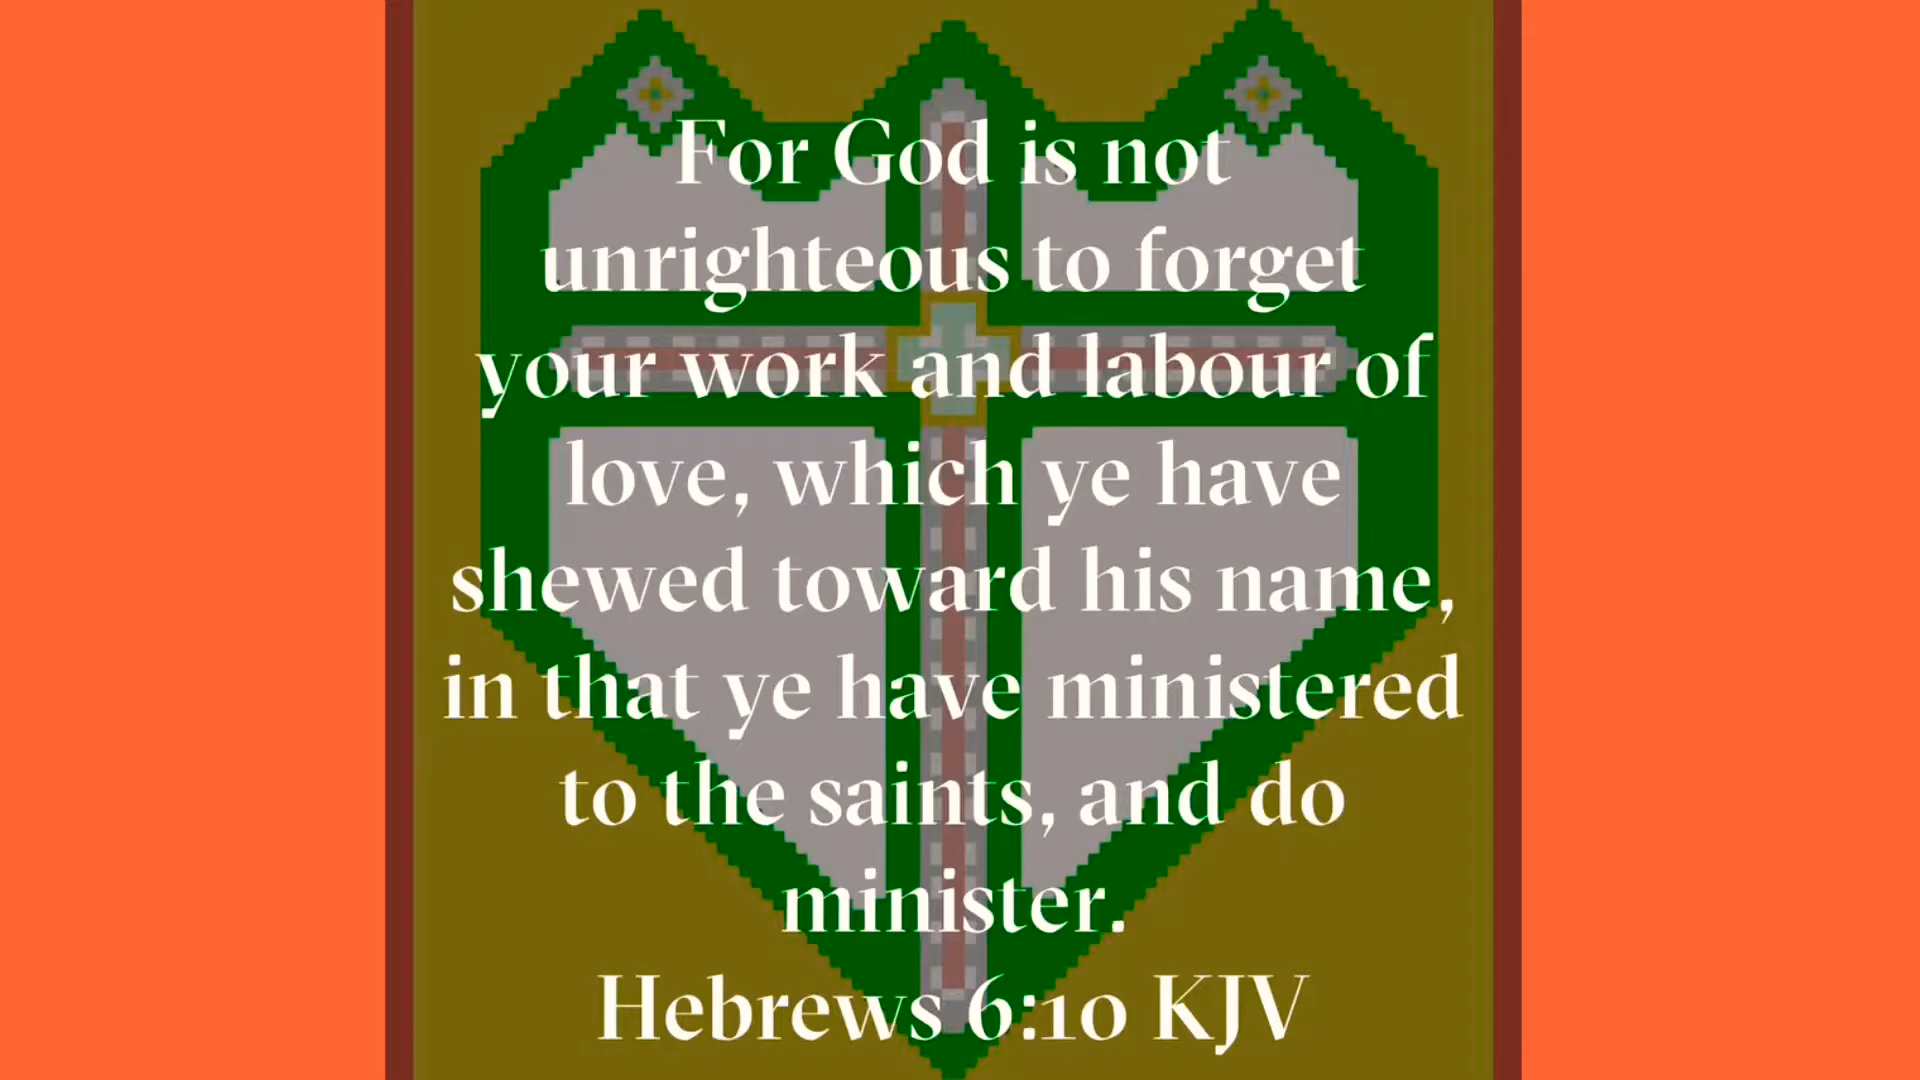 For God is not
unrighteous to forget
your work and labour of
love, which ye have
shewed toward his name,
in that ye have ministered
to the saints, and do
minister.
Hebrews 6:10 KJV